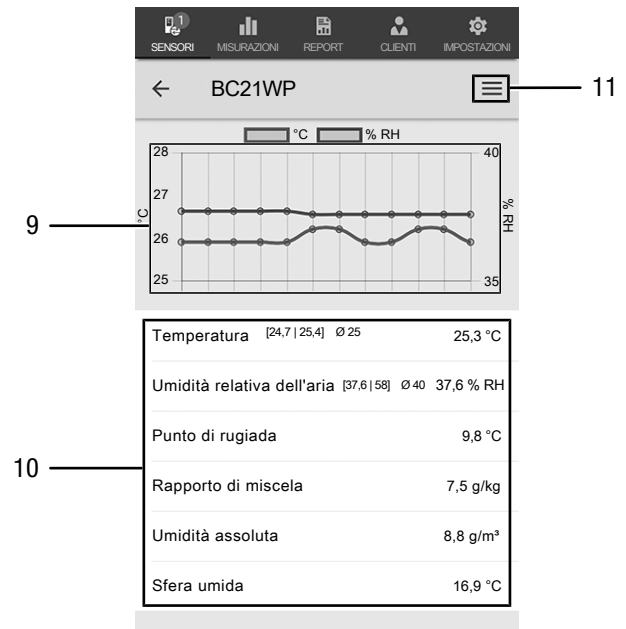 1
SENSORI MISURAZIONI REPORT CLIENTI IMPOSTAZIONI
BC21WP
11
°C % RH
28 40
27
°C % RH
9
26
25 35
Temperatura [24,7 | 25,4] Ø 25 25,3 °C
Umidità relativa dell'aria [37,6 | 58] Ø 40 37,6 % RH
Punto di rugiada 9,8 °C
10
Rapporto di miscela 7,5 g/kg
Umidità assoluta 8,8 g/m³
Sfera umida 16,9 °C